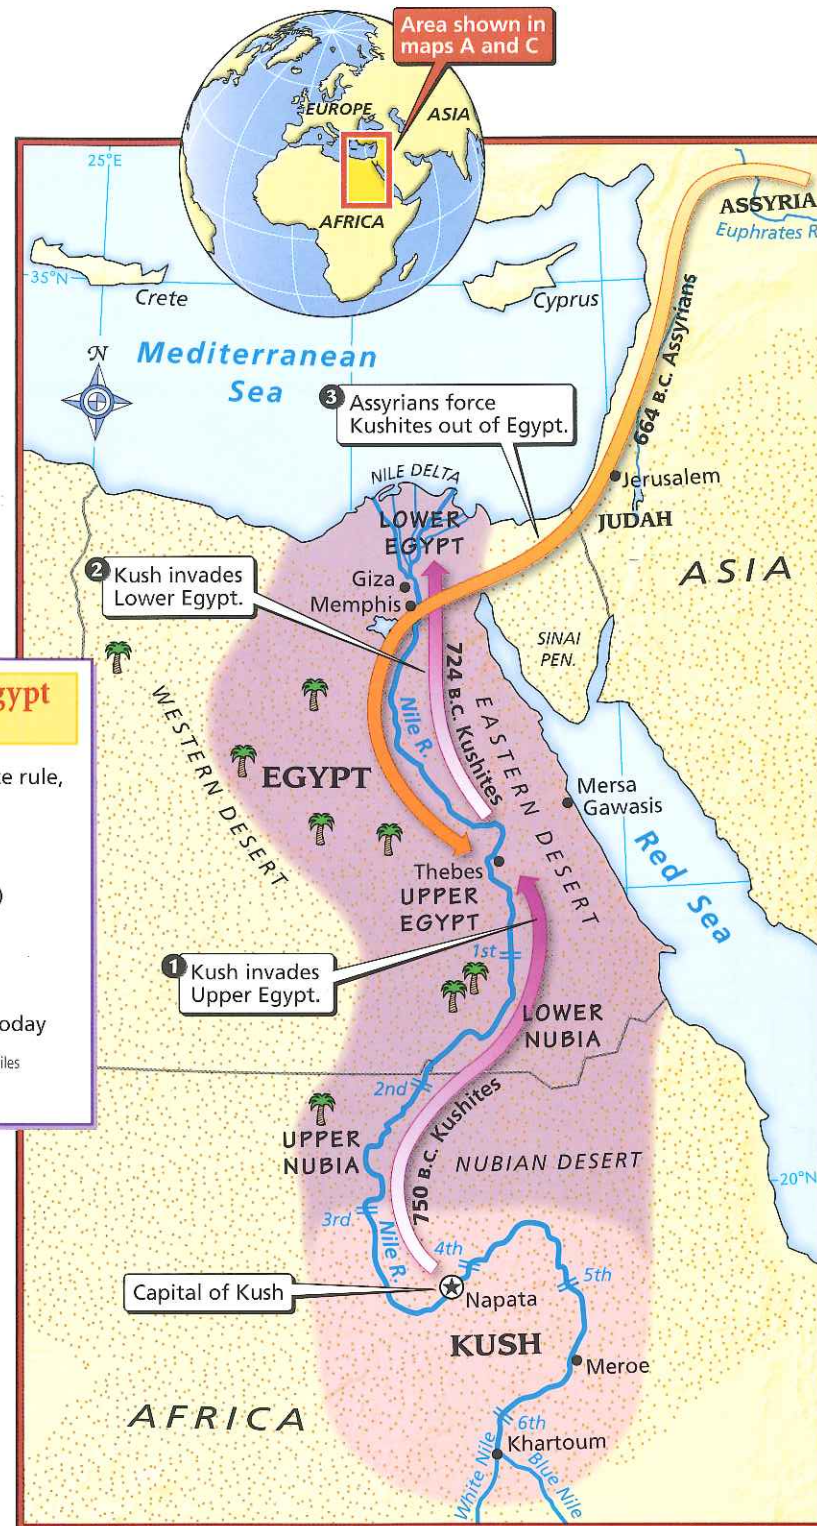 Area shown in
maps A and C
EUROPE
ASIA
AFRICA
25°E
ASSYRIA
Euphrates R
35°N
Crete
Cyprus
N
Mediterranean
Sea
664 B.C. Assyrians
3 Assyrians force
Kushites out of Egypt.
NILE DELTA
Jerusalem
LOWER
EGYPT
JUDAH
ASIA
2 Kush invades
Lower Egypt.
Giza
Memphis
SINAI
PEN.
724 B.C. Kushites
Nile R.
WESTERN DESERT
EASTERN DESERT
gypt
te rule,
)
oday
iles
EGYPT
Mersa
Gawasis
Red Sea
Thebes
UPPER
EGYPT
1st
1 Kush invades
Upper Egypt.
LOWER
NUBIA
2nd
750 B.C. Kushites
UPPER
NUBIA
NUBIAN DESERT
20°N
3rd
Nile R.
4th
5th
Capital of Kush
Napata
KUSH
Meroe
AFRICA
6th
Khartoum
White Nile
Blue Nile